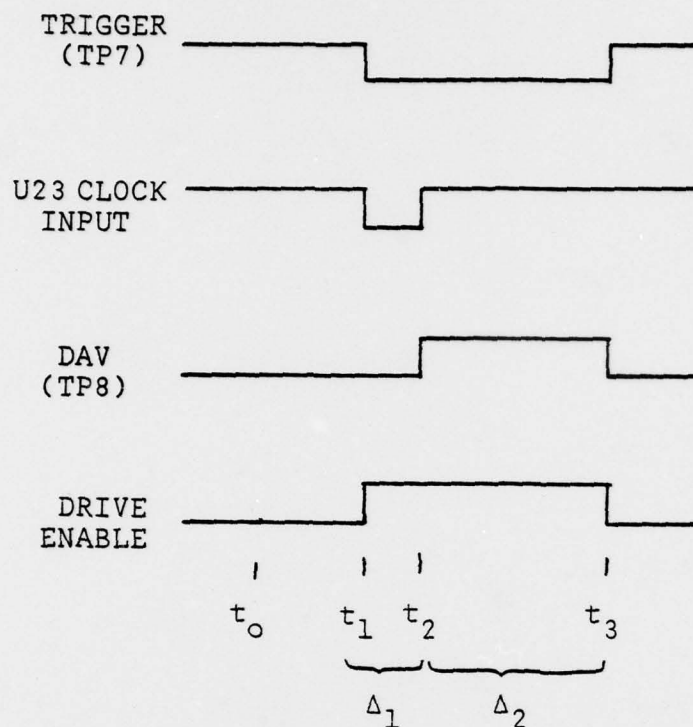 TRIGGER
(TP7)
U23 CLOCK
INPUT
DAV
(TP8)
DRIVE
ENABLE
t₀ t₁ t₂ t₃
Δ₁ Δ₂